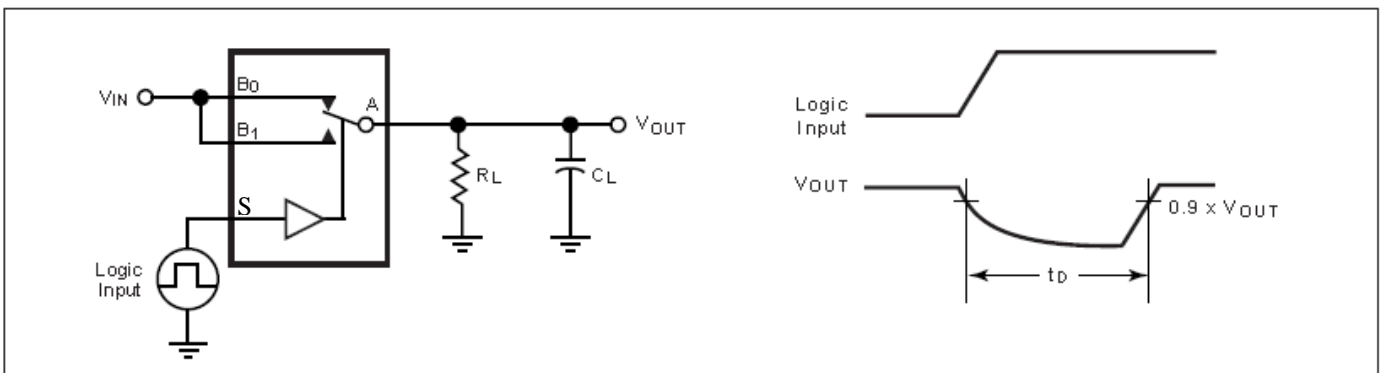 VIN
B0
B1
A
VOUT
RL
CL
S
Logic
Input
Logic
Input
VOUT
0.9 x VOUT
tD